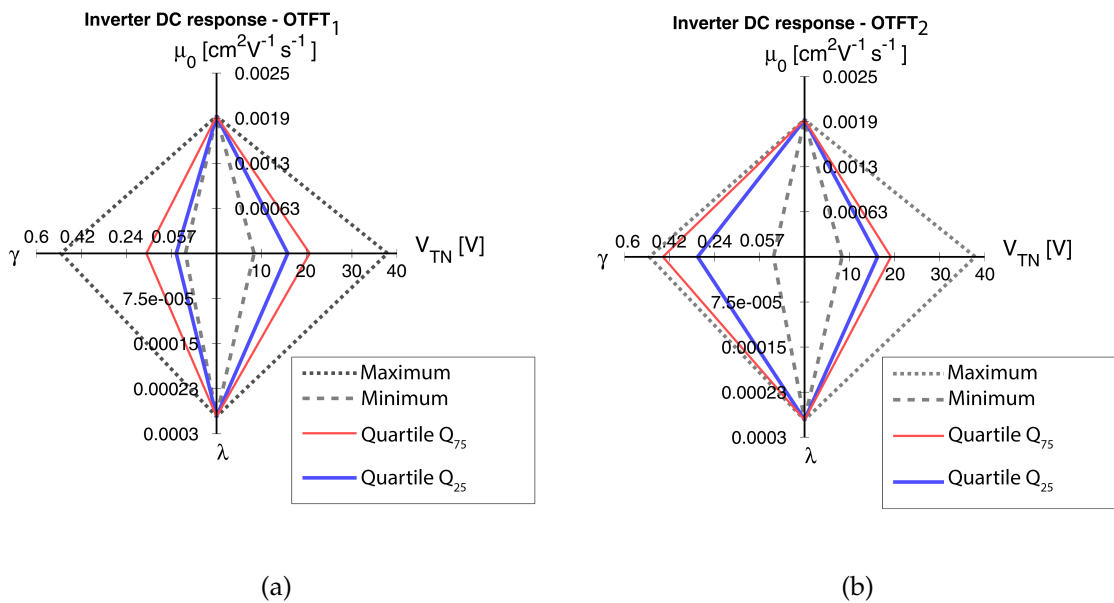 Inverter DC response - OTFT₁
μ₀ [cm²V⁻¹ s⁻¹ ]
0.0025
0.0019
0.0013
0.00063
0.6 0.42 0.24 0.057
γ
V_TN [V]
10 20 30 40
7.5e-005
0.00015
0.00023
0.0003
λ
Maximum
Minimum
Quartile Q₇₅
Quartile Q₂₅
(a)
Inverter DC response - OTFT₂
μ₀ [cm²V⁻¹ s⁻¹ ]
0.0025
0.0019
0.0013
0.00063
0.6 0.42 0.24 0.057
γ
V_TN [V]
10 20 30 40
7.5e-005
0.00015
0.00023
0.0003
λ
Maximum
Minimum
Quartile Q₇₅
Quartile Q₂₅
(b)